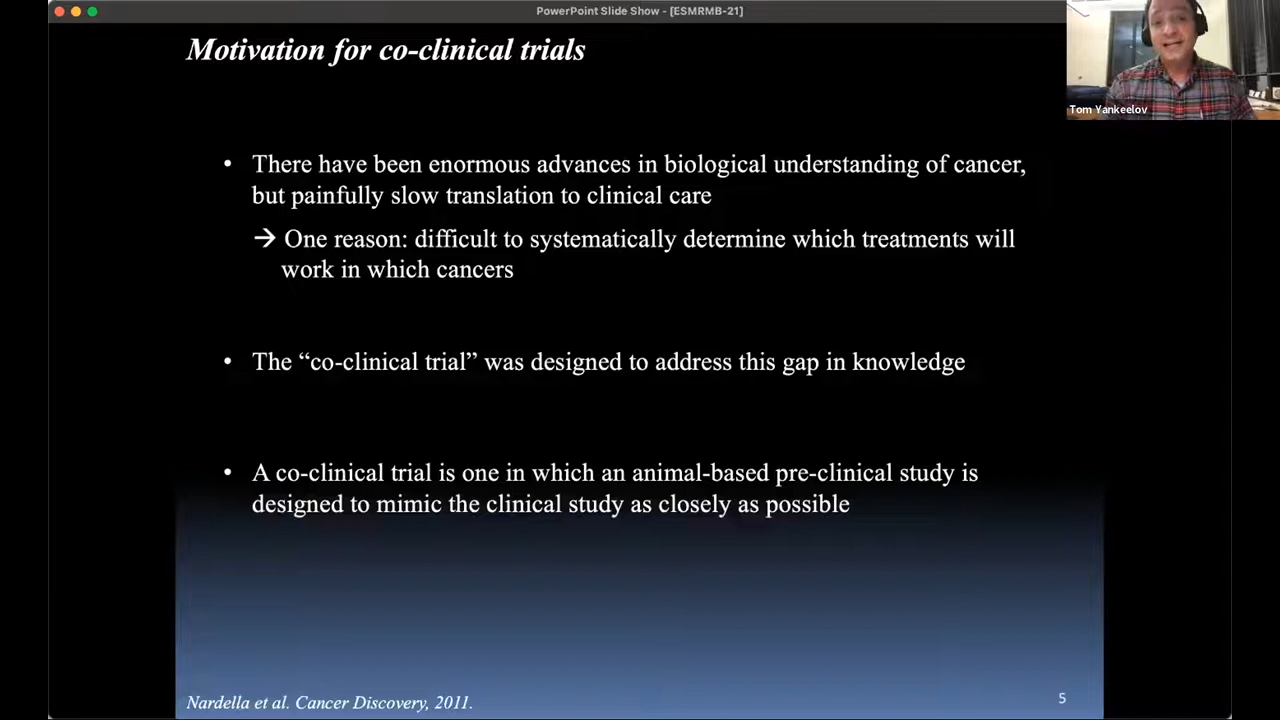 PowerPoint Slide Show - [ESMRMB-21]
Motivation for co-clinical trials
Tom Yankeelov
• There have been enormous advances in biological understanding of cancer,
but painfully slow translation to clinical care
→ One reason: difficult to systematically determine which treatments will
work in which cancers
• The “co-clinical trial” was designed to address this gap in knowledge
• A co-clinical trial is one in which an animal-based pre-clinical study is
designed to mimic the clinical study as closely as possible
Nardella et al. Cancer Discovery, 2011.
5